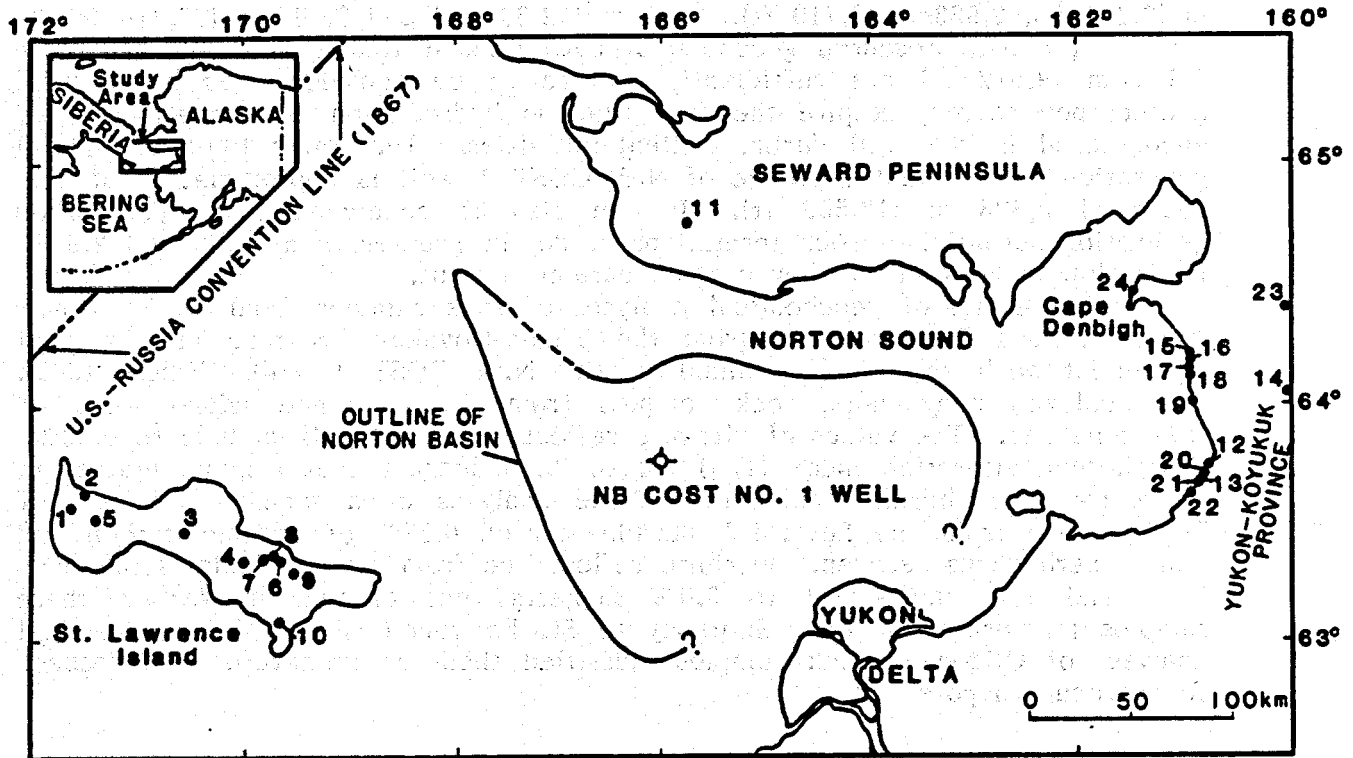 172° 170° 168° 166° 164° 162° 160°
Study
Area
SIBERIA
ALASKA
BERING
SEA
U.S.-RUSSIA CONVENTION LINE (1867)
65°
SEWARD PENINSULA
11
24
23
Cape
Denbigh
NORTON SOUND
15 16
17 18
14
64°
19
OUTLINE OF
NORTON BASIN
12
20
21 13
22
NB COST NO. 1 WELL
YUKON-KOYUKUK
PROVINCE
2
1 5 3
8
4
7 6 9
10
St. Lawrence
Island
?
?
YUKON
DELTA
63°
0 50 100km